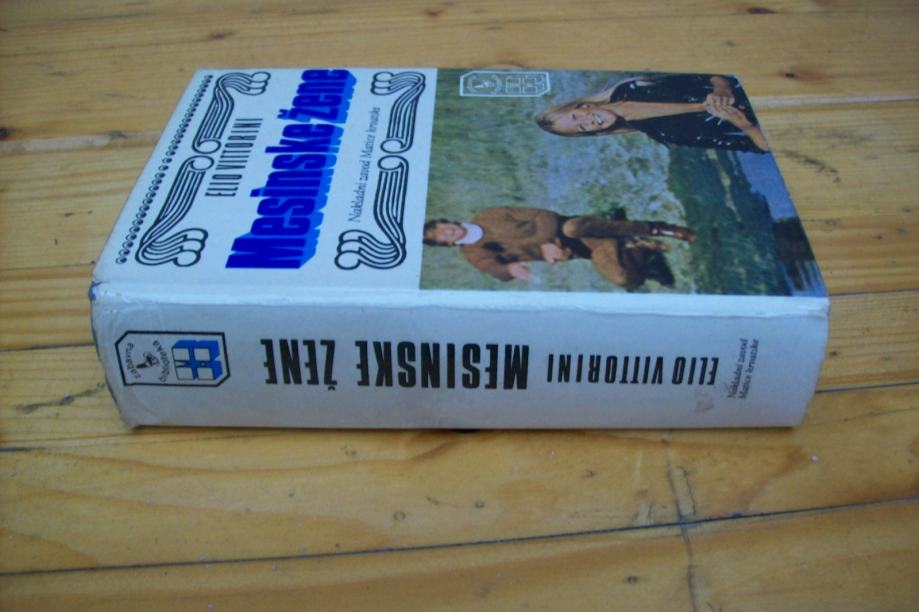 ELIO VITTORINI
Mesinske žene
Nakladni zavod Matice hrvatske
ELIO VITTORINI
MESINSKE ŽENE
Nakladni zavod
Matice hrvatske